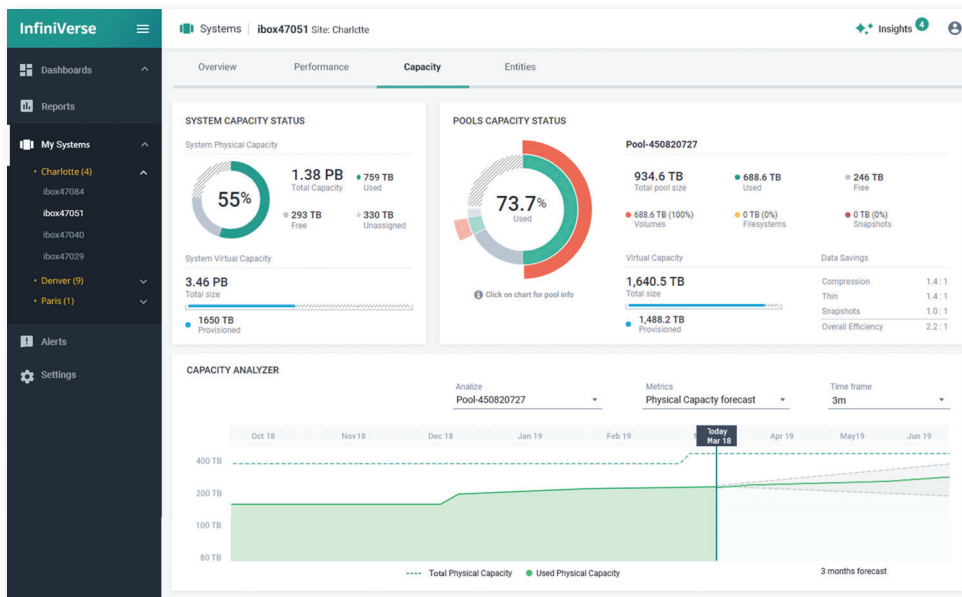 InfiniVerse
Systems | ibox47051 Site: Charlctte
Insights 4
Dashboards
Reports
My Systems
• Charlotte (4)
ibox47084
ibox47051
ibox47040
ibox47029
• Denver (9)
• Paris (1)
Alerts
Settings
Overview Performance Capacity Entities
SYSTEM CAPACITY STATUS
System Physical Capacity
55%
1.38 PB
Total Capacity
759 TB
Used
293 TB
Free
330 TB
Unassigned
System Virtual Capacity
3.46 PB
Total size
1650 TB
Provisioned
POOLS CAPACITY STATUS
73.7%
Used
Click on chart for pool info
Pool-450820727
934.6 TB
Total pool size
688.6 TB
Used
246 TB
Free
688.6 TB (100%)
Volumes
0 TB (0%)
Filesystems
0 TB (0%)
Snapshots
Virtual Capacity
1,640.5 TB
Total size
1,488.2 TB
Provisioned
Data Savings
Compression 1.4 : 1
Thin 1.4 : 1
Snapshots 1.0 : 1
Overall Efficiency 2.2 : 1
CAPACITY ANALYZER
Analize
Pool-450820727
Metrics
Physical Capacity forecast
Time frame
3m
Oct 18 Nov18 Dec 18 Jan 19 Feb 19 Apr 19 May19 Jun 19
Today
Mar 18
400 TB
200 TB
100 TB
80 TB
Total Physical Capacity Used Physical Capacity
3 months forecast